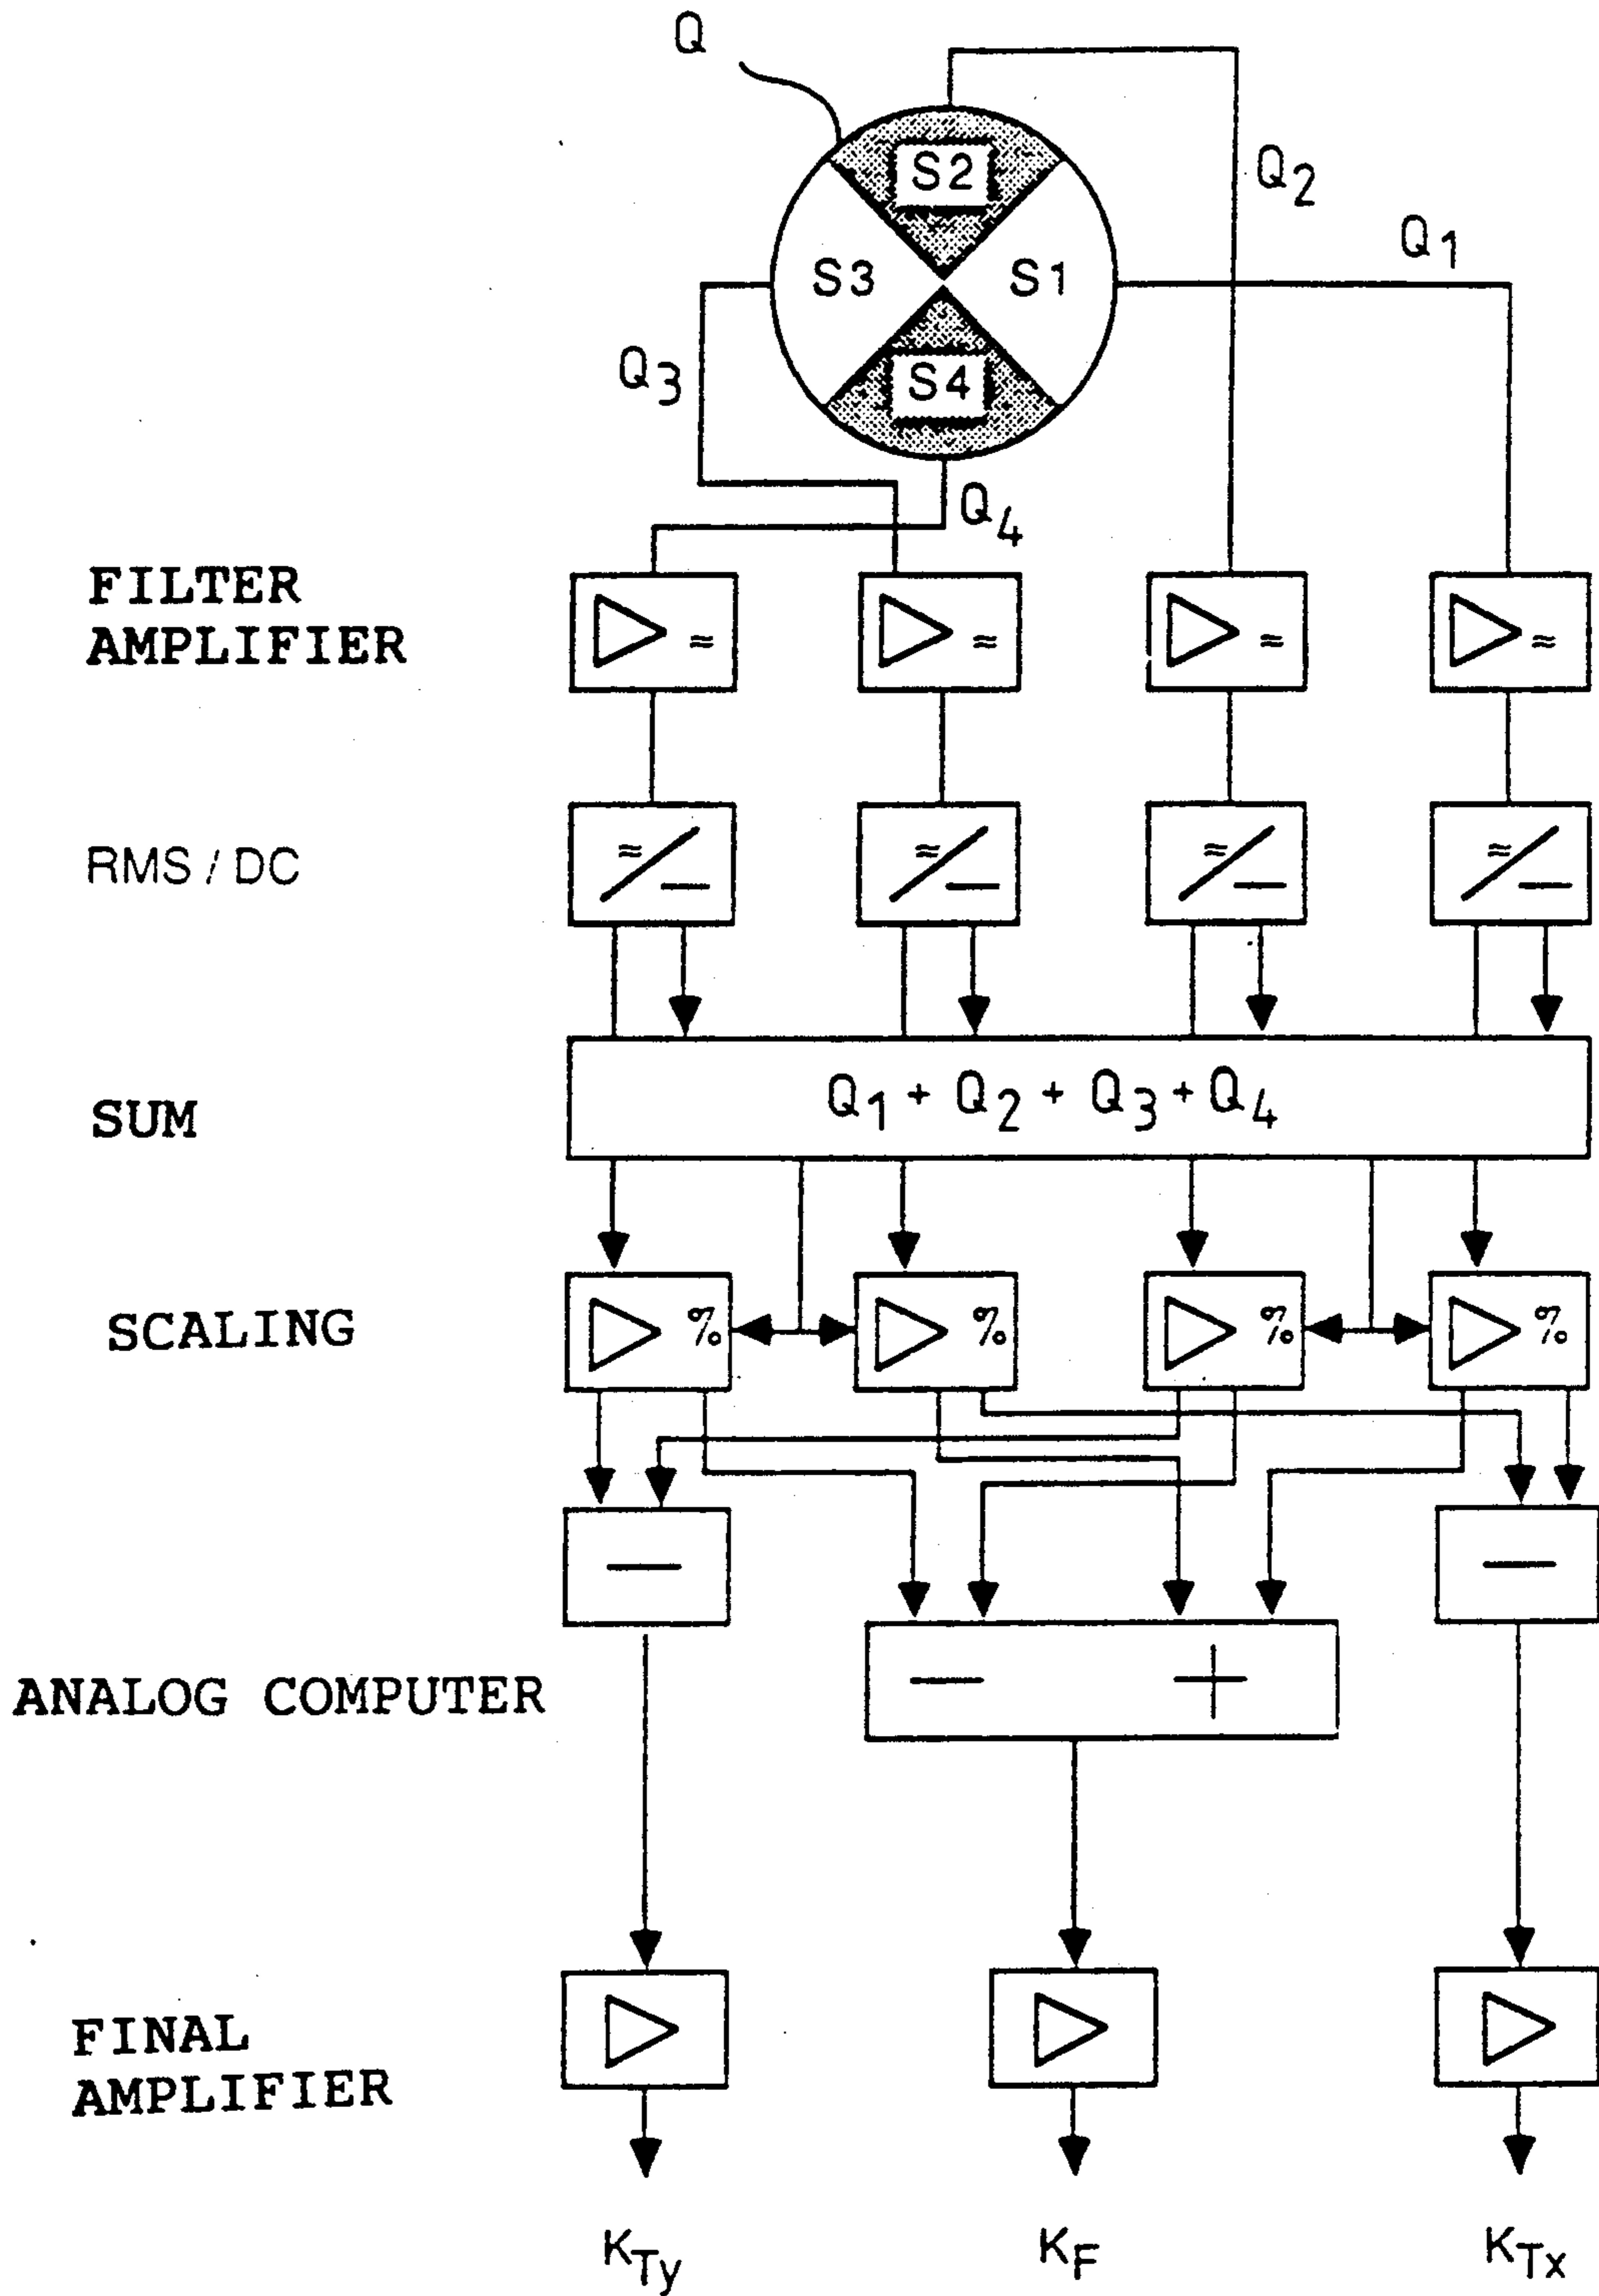 Q
S2
Q2
Q1
S3 S1
Q3
S4
Q4
FILTER
AMPLIFIER
≈ ≈ ≈ ≈
RMS / DC
≈/— ≈/— ≈/— ≈/—
SUM
Q1 + Q2 + Q3 + Q4
SCALING
% % % %
— —
ANALOG COMPUTER
— +
FINAL
AMPLIFIER
KTy KF KTx